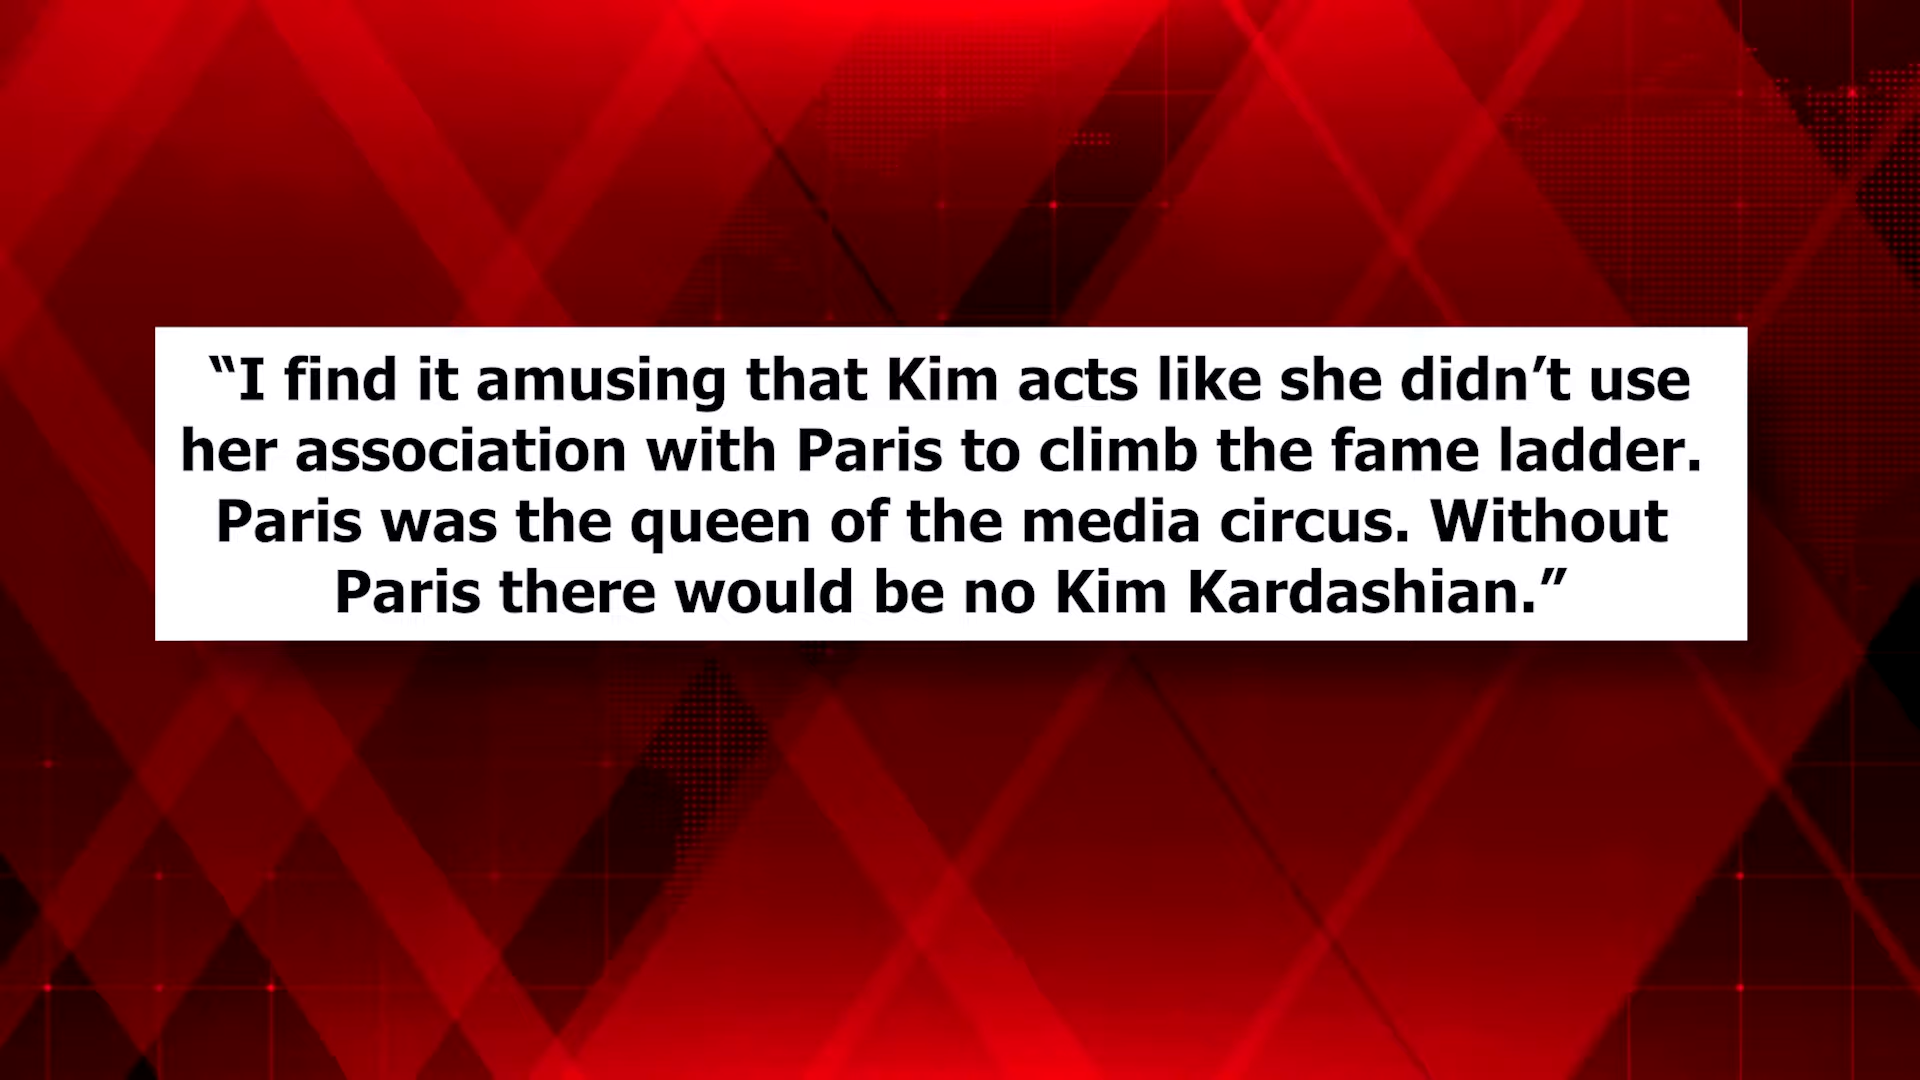 “I find it amusing that Kim acts like she didn’t use
her association with Paris to climb the fame ladder.
Paris was the queen of the media circus. Without
Paris there would be no Kim Kardashian.”